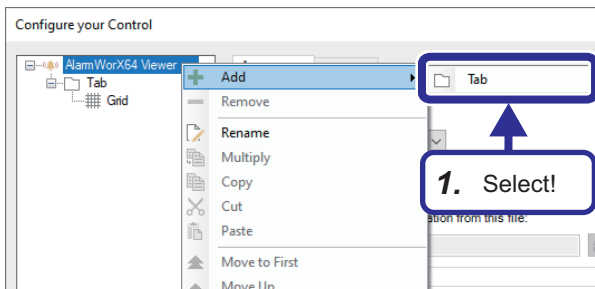 Configure your Control
AlarmWorX64 Viewer
Tab
Grid
Add
Remove
Rename
Multiply
Copy
Cut
Paste
Move to First
Move Up
Tab
1. Select!
ation from this file: